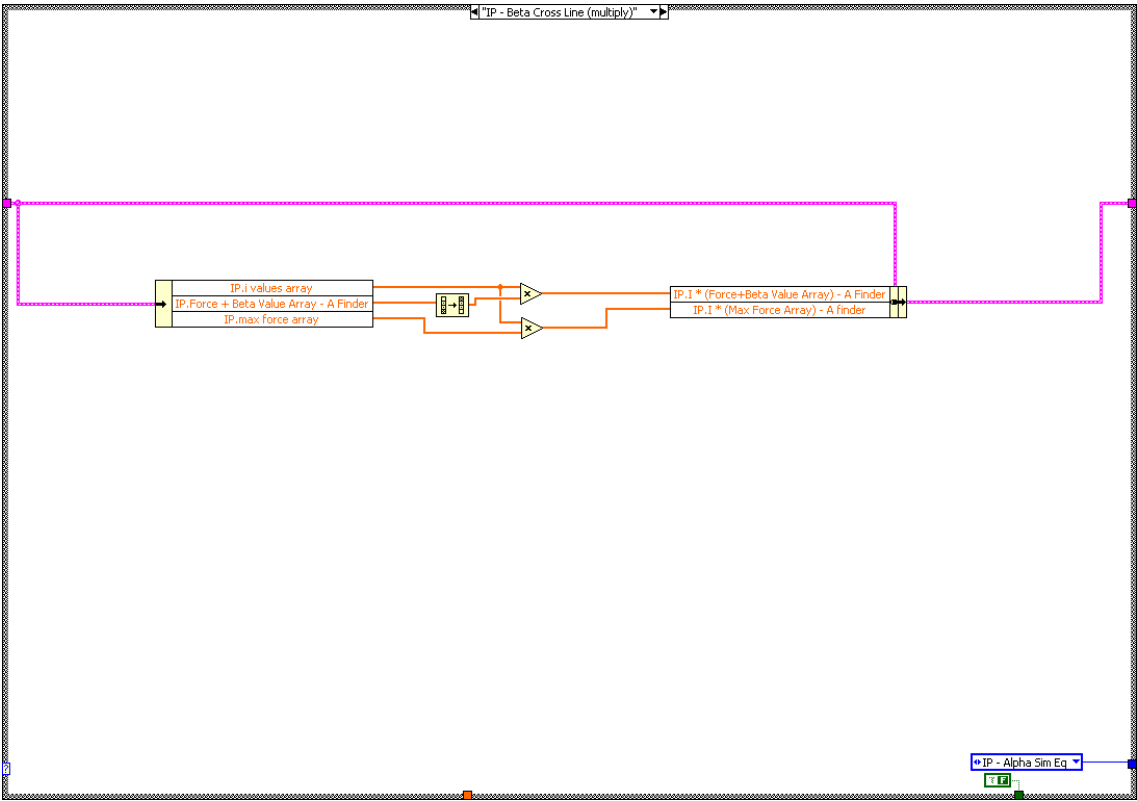 "IP - Beta Cross Line (multiply)"
IP.i values array
IP.Force + Beta Value Array - A Finder
IP.max force array
IP.I * (Force+Beta Value Array) - A Finder
IP.I * (Max Force Array) - A finder
?
IP - Alpha Sim Eq
T F